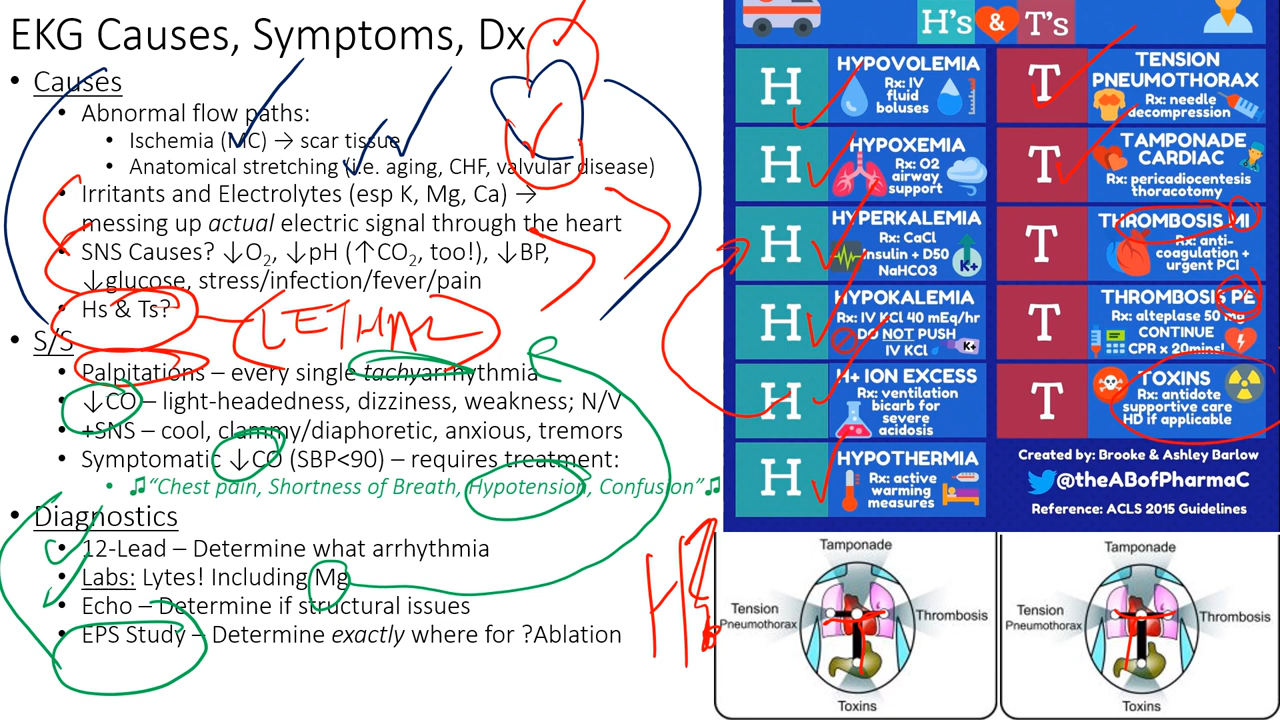 EKG Causes, Symptoms, Dx
• Causes
• Abnormal flow paths:
• Ischemia (MC) → scar tissue
• Anatomical stretching (i.e. aging, CHF, valvular disease)
• Irritants and Electrolytes (esp K, Mg, Ca) →
messing up actual electric signal through the heart
• SNS Causes? ↓O₂, ↓pH (↑CO₂, too!), ↓BP,
↓glucose, stress/infection/fever/pain
• Hs & Ts?
LETHAL
• S/S
• Palpitations – every single tachyarrhythmia
• ↓CO – light-headedness, dizziness, weakness; N/V
• +SNS – cool, clammy/diaphoretic, anxious, tremors
• Symptomatic ↓CO (SBP<90) – requires treatment:
• ♫“Chest pain, Shortness of Breath, Hypotension, Confusion”♫
• Diagnostics
• 12-Lead – Determine what arrhythmia
• Labs: Lytes! Including Mg
• Echo – Determine if structural issues
• EPS Study – Determine exactly where for ?Ablation
H
H's & T's
H
HYPOVOLEMIA
Rx: IV
fluid
boluses
H
HYPOXEMIA
Rx: O2
airway
support
H
HYPERKALEMIA
Rx: CaCl
Insulin + D50
NaHCO3
K+
H
HYPOKALEMIA
Rx: IV KCl 40 mEq/hr
DO NOT PUSH
IV KCl
K+
H
H+ ION EXCESS
Rx: ventilation
bicarb for
severe
acidosis
H
HYPOTHERMIA
Rx: active
warming
measures
T
TENSION
PNEUMOTHORAX
Rx: needle
decompression
T
TAMPONADE
CARDIAC
Rx: pericardiocentesis
thoracotomy
T
THROMBOSIS MI
Rx: anti-
coagulation +
urgent PCI
T
THROMBOSIS PE
Rx: alteplase 50 mg
CONTINUE
CPR x 20mins!
T
TOXINS
Rx: antidote
supportive care
HD if applicable
Created by: Brooke & Ashley Barlow
@theABofPharmaC
Reference: ACLS 2015 Guidelines
Tamponade
Tension
Pneumothorax
Thrombosis
Toxins
Tamponade
Tension
Pneumothorax
Thrombosis
Toxins